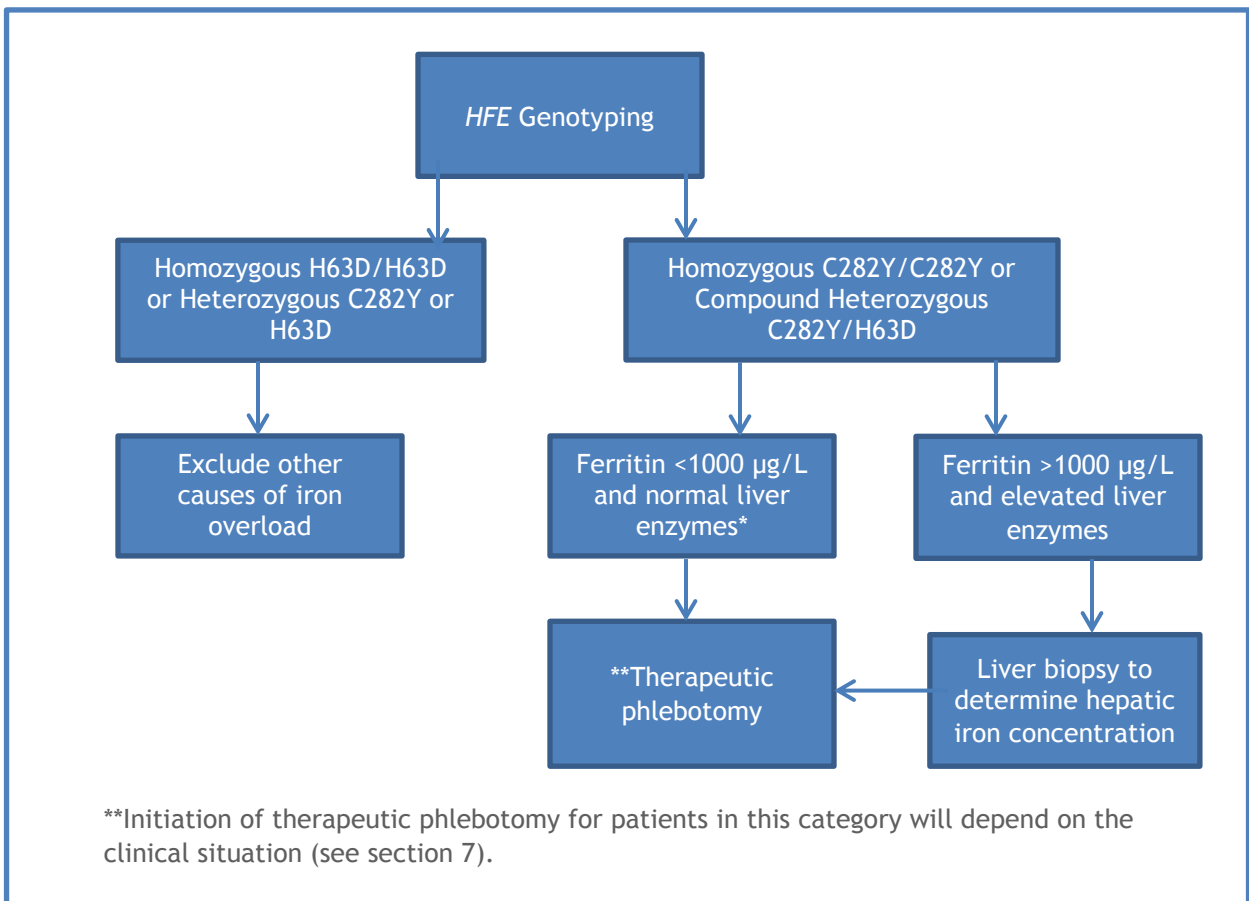 HFE Genotyping
Homozygous H63D/H63D
or Heterozygous C282Y or
H63D
Homozygous C282Y/C282Y or
Compound Heterozygous
C282Y/H63D
Exclude other
causes of iron
overload
Ferritin <1000 µg/L
and normal liver
enzymes*
Ferritin >1000 µg/L
and elevated liver
enzymes
**Therapeutic
phlebotomy
Liver biopsy to
determine hepatic
iron concentration
**Initiation of therapeutic phlebotomy for patients in this category will depend on the
clinical situation (see section 7).